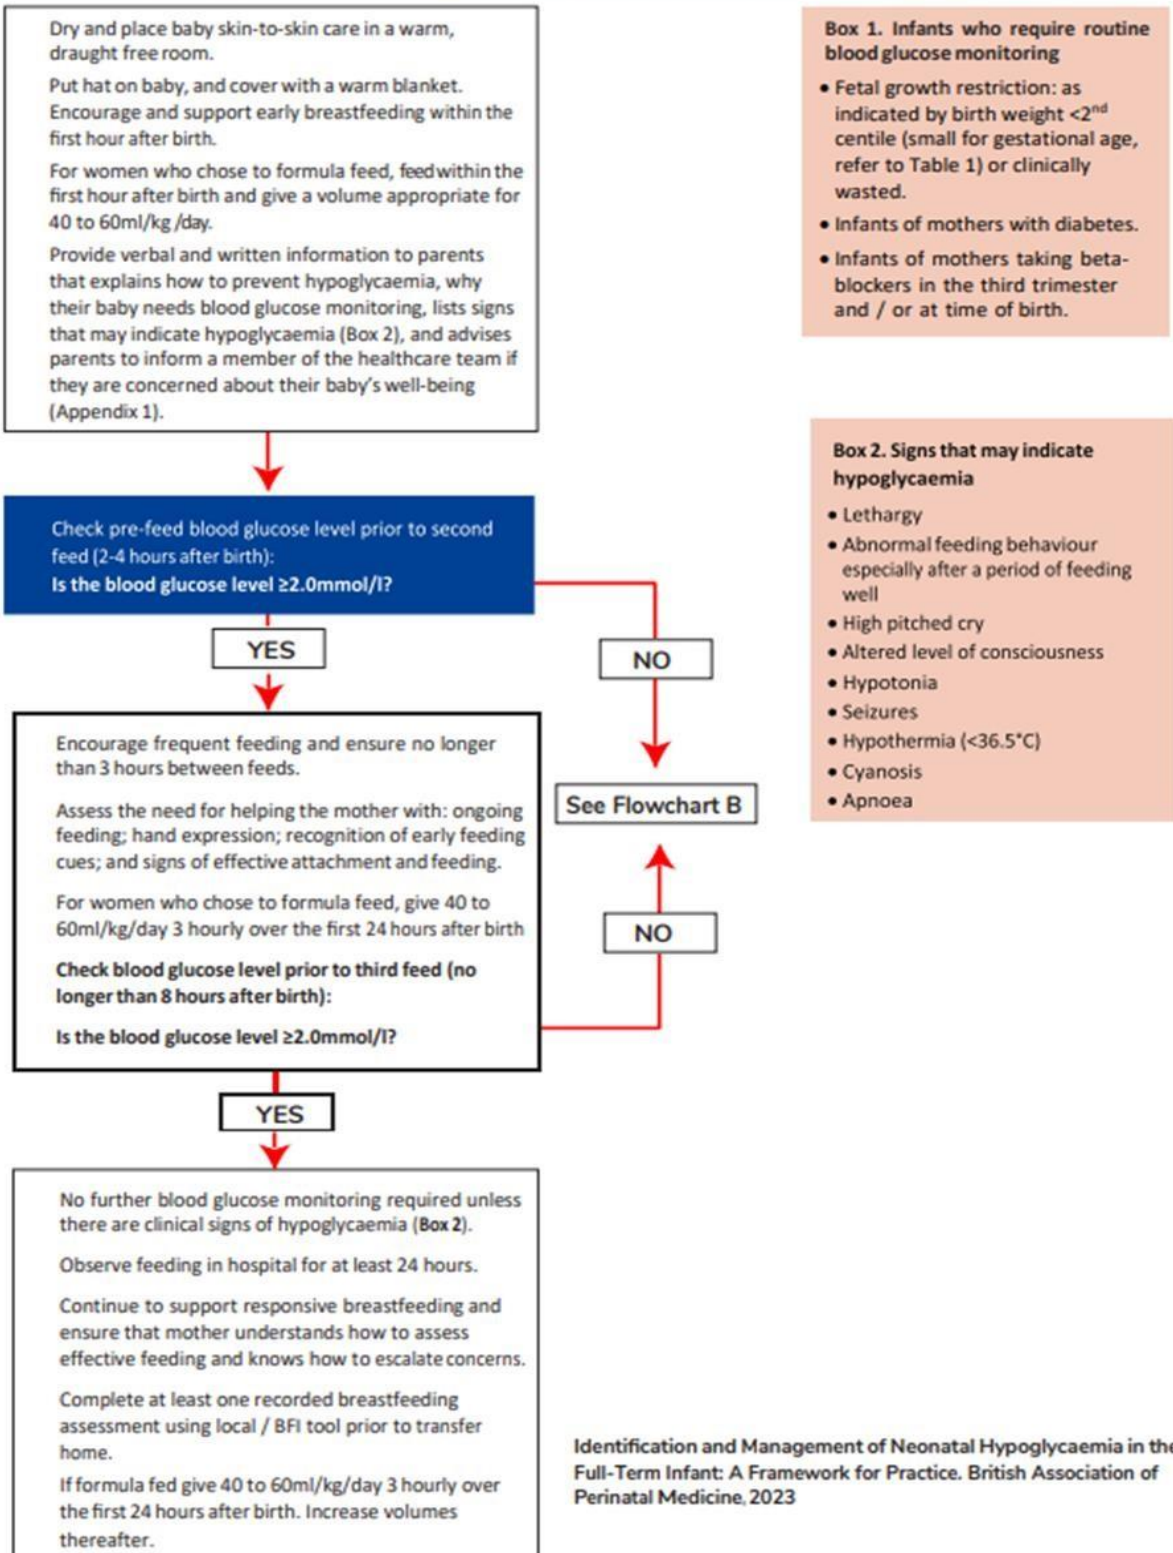 Dry and place baby skin-to-skin care in a warm,
draught free room.
Put hat on baby, and cover with a warm blanket.
Encourage and support early breastfeeding within the
first hour after birth.
For women who chose to formula feed, feed within the
first hour after birth and give a volume appropriate for
40 to 60ml/kg /day.
Provide verbal and written information to parents
that explains how to prevent hypoglycaemia, why
their baby needs blood glucose monitoring, lists signs
that may indicate hypoglycaemia (Box 2), and advises
parents to inform a member of the healthcare team if
they are concerned about their baby's well-being
(Appendix 1).
Box 1. Infants who require routine
blood glucose monitoring
• Fetal growth restriction: as
indicated by birth weight <2nd
centile (small for gestational age,
refer to Table 1) or clinically
wasted.
• Infants of mothers with diabetes.
• Infants of mothers taking beta-
blockers in the third trimester
and / or at time of birth.
Check pre-feed blood glucose level prior to second
feed (2-4 hours after birth):
Is the blood glucose level ≥2.0mmol/l?
YES
NO
Box 2. Signs that may indicate
hypoglycaemia
• Lethargy
• Abnormal feeding behaviour
especially after a period of feeding
well
• High pitched cry
• Altered level of consciousness
• Hypotonia
• Seizures
• Hypothermia (<36.5°C)
• Cyanosis
• Apnoea
Encourage frequent feeding and ensure no longer
than 3 hours between feeds.
Assess the need for helping the mother with: ongoing
feeding; hand expression; recognition of early feeding
cues; and signs of effective attachment and feeding.
For women who chose to formula feed, give 40 to
60ml/kg/day 3 hourly over the first 24 hours after birth
Check blood glucose level prior to third feed (no
longer than 8 hours after birth):
Is the blood glucose level ≥2.0mmol/l?
See Flowchart B
NO
YES
No further blood glucose monitoring required unless
there are clinical signs of hypoglycaemia (Box 2).
Observe feeding in hospital for at least 24 hours.
Continue to support responsive breastfeeding and
ensure that mother understands how to assess
effective feeding and knows how to escalate concerns.
Complete at least one recorded breastfeeding
assessment using local / BFI tool prior to transfer
home.
If formula fed give 40 to 60ml/kg/day 3 hourly over
the first 24 hours after birth. Increase volumes
thereafter.
Identification and Management of Neonatal Hypoglycaemia in the
Full-Term Infant: A Framework for Practice. British Association of
Perinatal Medicine, 2023